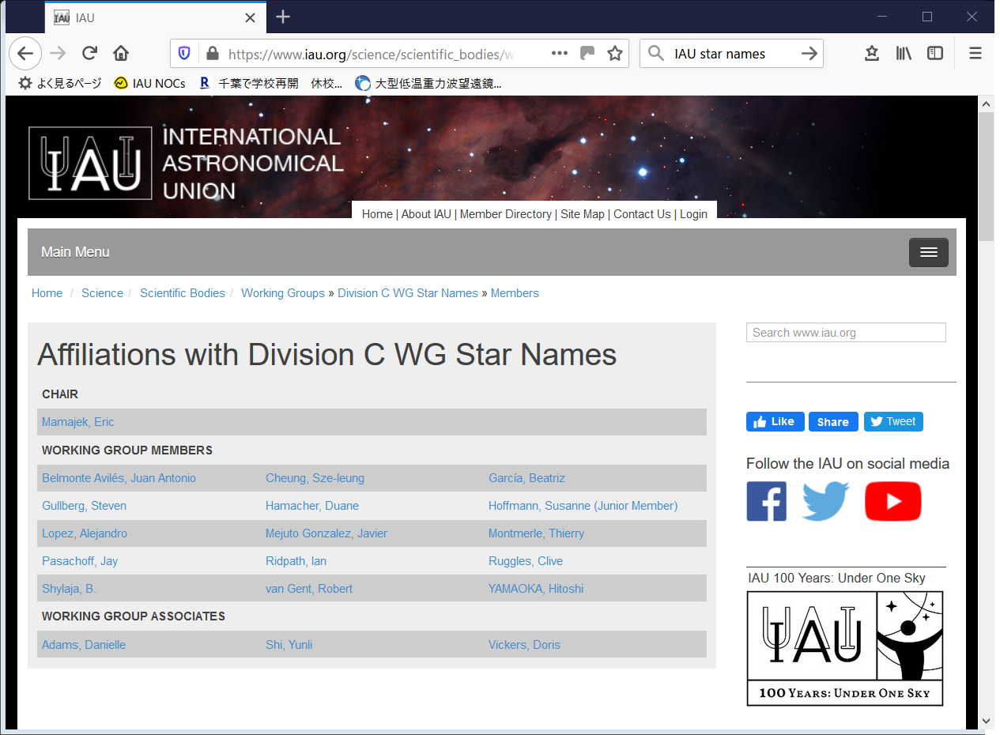 IAU
https://www.iau.org/science/scientific_bodies/w
IAU star names
よく見るページ
IAU NOCs
千葉で学校再開　休校...
大型低温重力波望遠鏡...
IAU
INTERNATIONAL
ASTRONOMICAL
UNION
Home | About IAU | Member Directory | Site Map | Contact Us | Login
Main Menu
Home / Science / Scientific Bodies / Working Groups » Division C WG Star Names » Members
Affiliations with Division C WG Star Names
CHAIR
Mamajek, Eric
WORKING GROUP MEMBERS
Belmonte Avilés, Juan Antonio Cheung, Sze-leung García, Beatriz
Gullberg, Steven Hamacher, Duane Hoffmann, Susanne (Junior Member)
Lopez, Alejandro Mejuto Gonzalez, Javier Montmerle, Thierry
Pasachoff, Jay Ridpath, Ian Ruggles, Clive
Shylaja, B. van Gent, Robert YAMAOKA, Hitoshi
WORKING GROUP ASSOCIATES
Adams, Danielle Shi, Yunli Vickers, Doris
Search www.iau.org
Like Share Tweet
Follow the IAU on social media
IAU 100 Years: Under One Sky
IAU
100 YEARS: UNDER ONE SKY